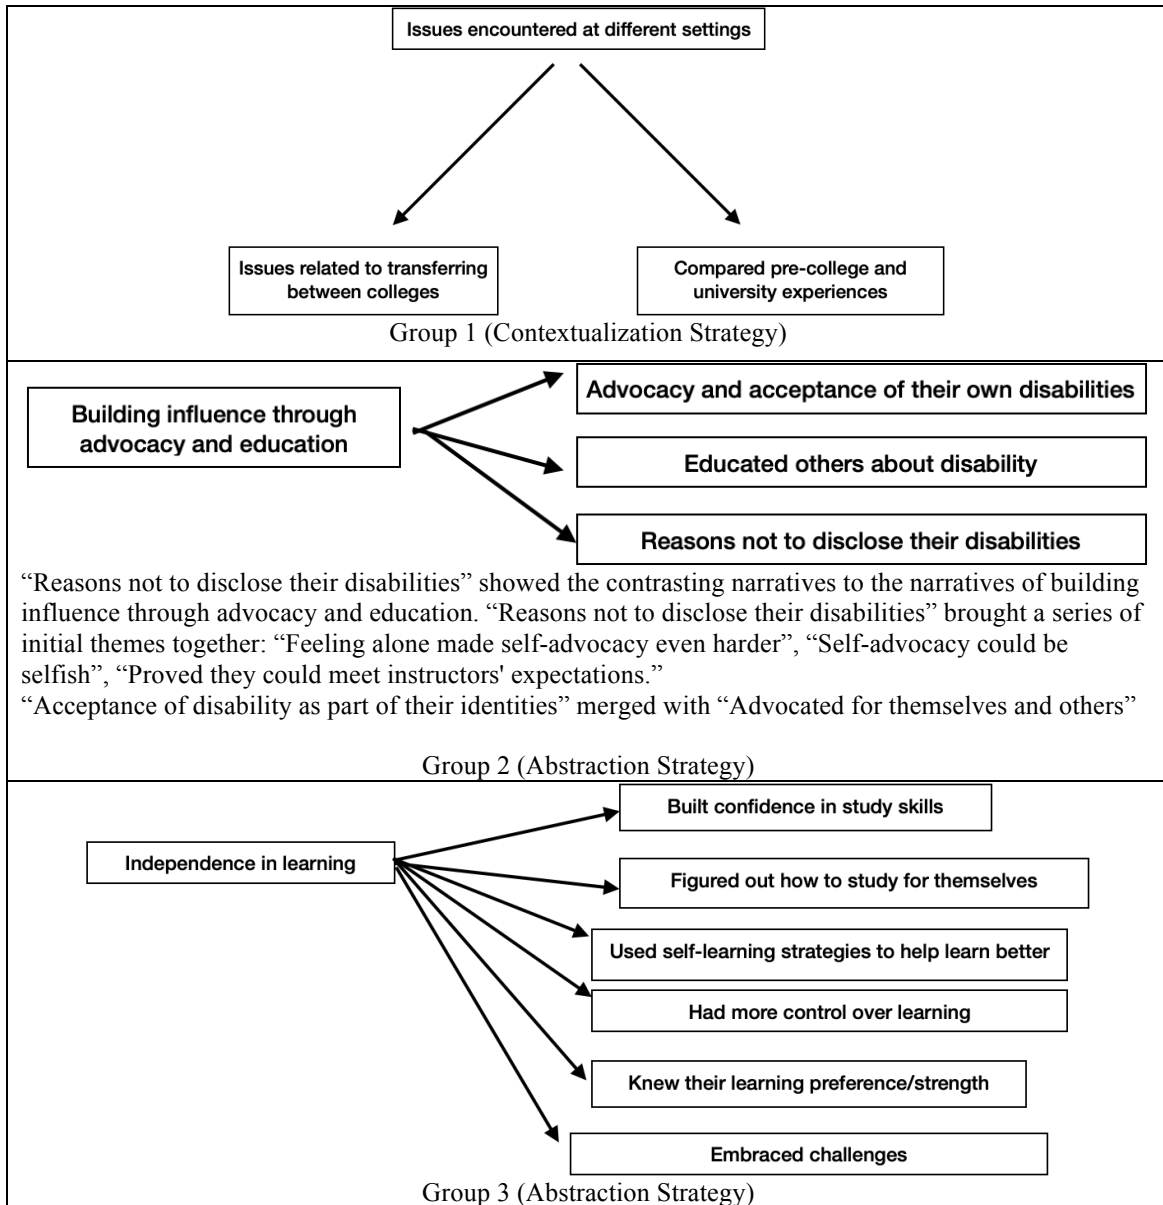 Issues encountered at different settings
Issues related to transferring
between colleges
Compared pre-college and
university experiences
Group 1 (Contextualization Strategy)
Building influence through
advocacy and education
Advocacy and acceptance of their own disabilities
Educated others about disability
Reasons not to disclose their disabilities
“Reasons not to disclose their disabilities” showed the contrasting narratives to the narratives of building
influence through advocacy and education. “Reasons not to disclose their disabilities” brought a series of
initial themes together: “Feeling alone made self-advocacy even harder”, “Self-advocacy could be
selfish”, “Proved they could meet instructors' expectations.”
“Acceptance of disability as part of their identities” merged with “Advocated for themselves and others”
Group 2 (Abstraction Strategy)
Independence in learning
Built confidence in study skills
Figured out how to study for themselves
Used self-learning strategies to help learn better
Had more control over learning
Knew their learning preference/strength
Embraced challenges
Group 3 (Abstraction Strategy)